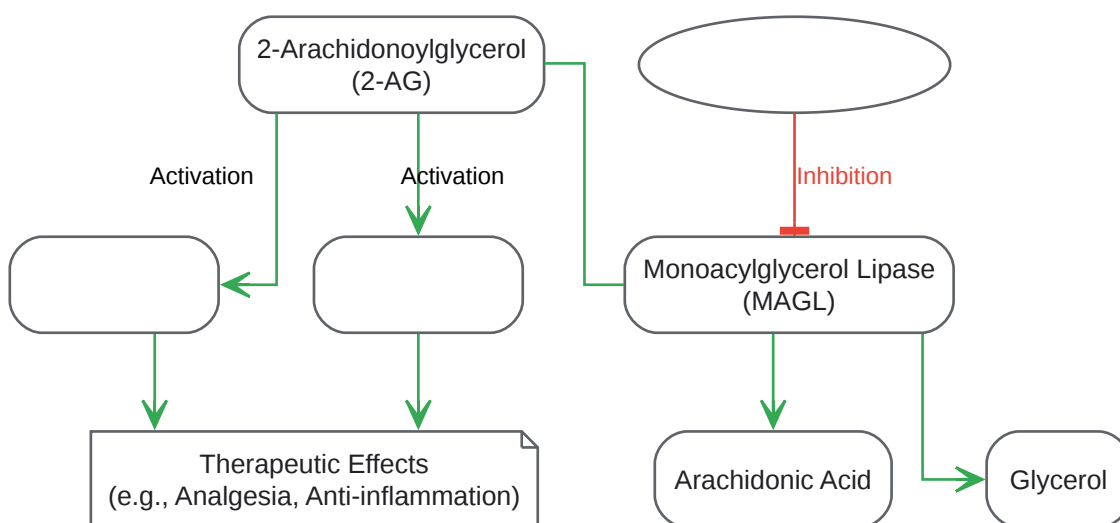 2-Arachidonoylglycerol
(2-AG)
Activation
Activation
Inhibition
Monoacylglycerol Lipase
(MAGL)
Therapeutic Effects
(e.g., Analgesia, Anti-inflammation)
Arachidonic Acid
Glycerol